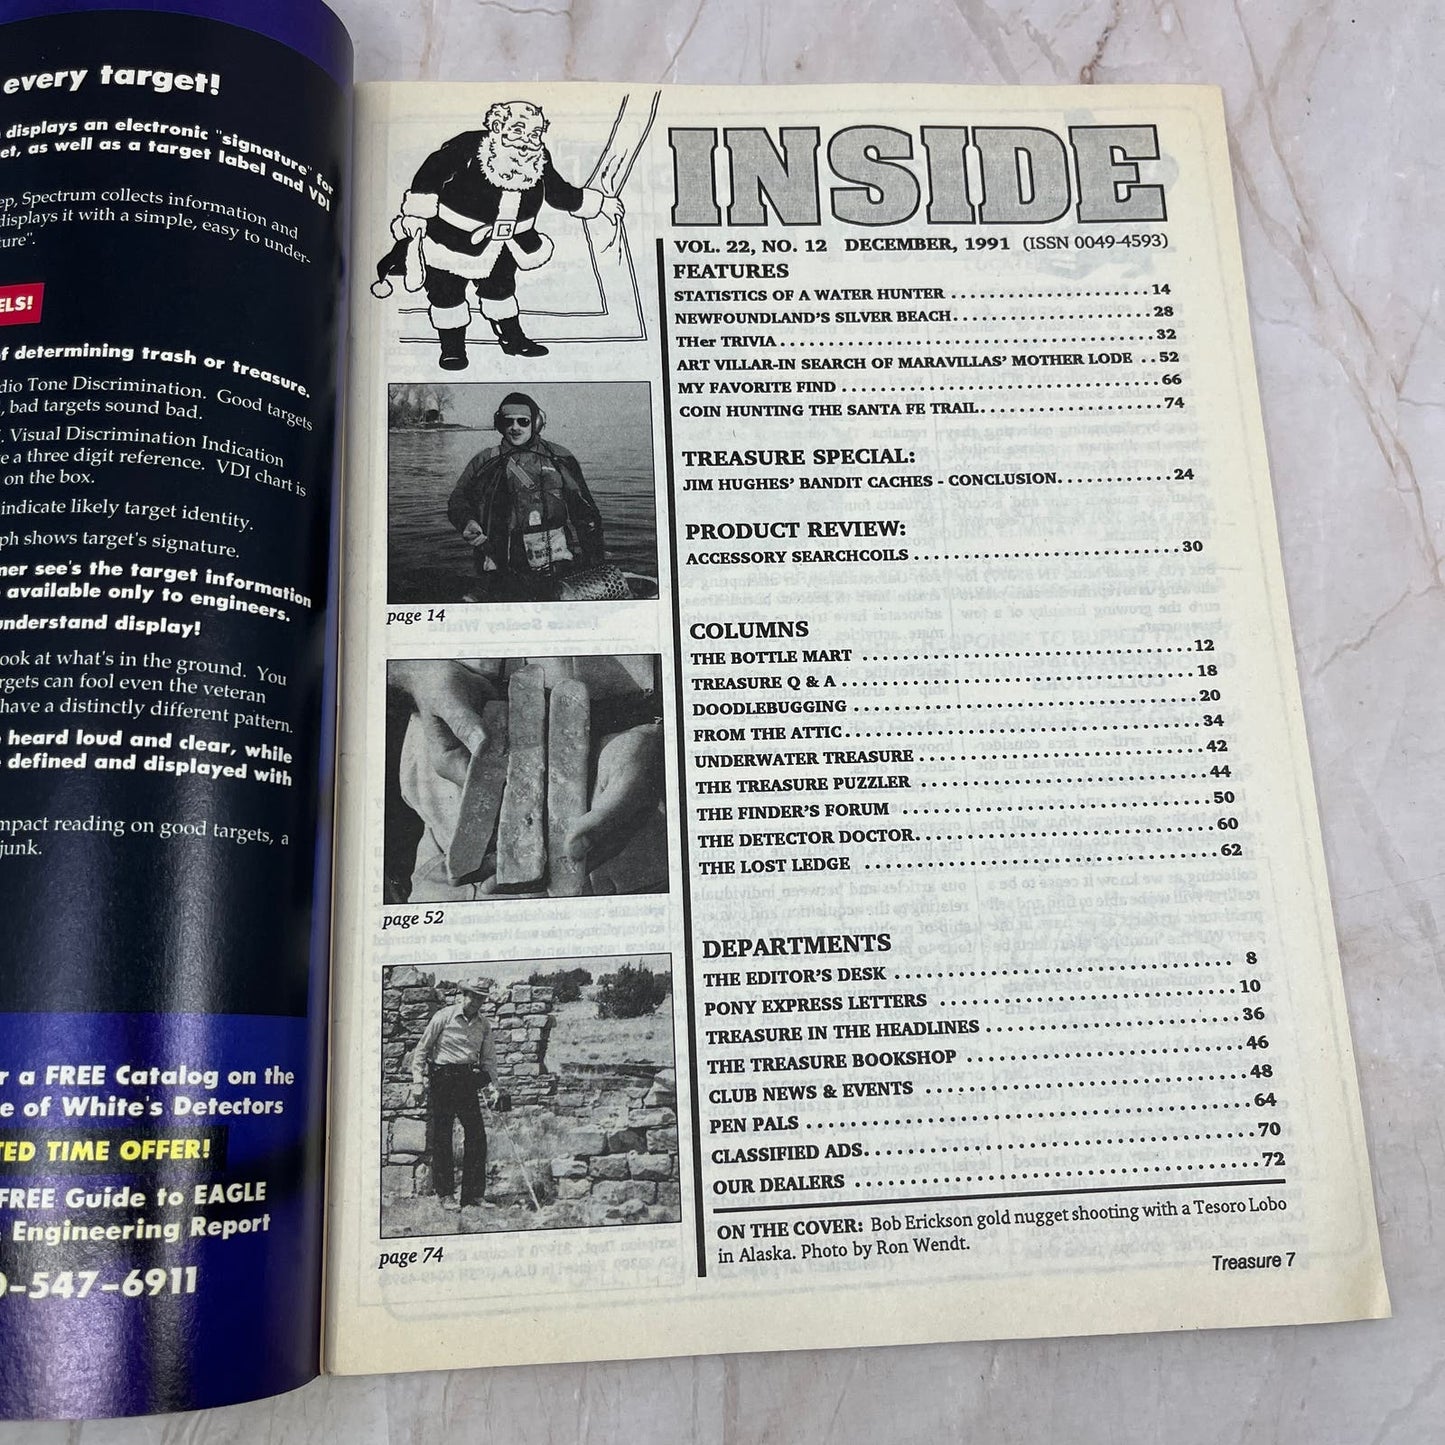 every target!
displays an electronic "signature" for
et, as well as a target label and VDI
ep, Spectrum collects information and
displays it with a simple, easy to under-
ure".
ELS!
f determining trash or treasure.
dio Tone Discrimination. Good targets
, bad targets sound bad.
. Visual Discrimination Indication
e a three digit reference. VDI chart is
on the box.
indicate likely target identity.
ph shows target's signature.
ner see's the target information
available only to engineers.
understand display!
ook at what's in the ground. You
rgets can fool even the veteran
have a distinctly different pattern.
heard loud and clear, while
defined and displayed with
mpact reading on good targets, a
junk.
r a FREE Catalog on the
e of White's Detectors
TED TIME OFFER!
FREE Guide to EAGLE
Engineering Report
0-547-6911
INSIDE
VOL. 22, NO. 12 DECEMBER, 1991 (ISSN 0049-4593)
FEATURES
STATISTICS OF A WATER HUNTER . . . . . . . . . . . . . . . . . . . . 14
NEWFOUNDLAND'S SILVER BEACH. . . . . . . . . . . . . . . . . . . . 28
THer TRIVIA. . . . . . . . . . . . . . . . . . . . . . . . . . . . . . . . . . . . . . 32
ART VILLAR-IN SEARCH OF MARAVILLAS' MOTHER LODE . . 52
MY FAVORITE FIND . . . . . . . . . . . . . . . . . . . . . . . . . . . . . . . . 66
COIN HUNTING THE SANTA FE TRAIL. . . . . . . . . . . . . . . . . . 74
TREASURE SPECIAL:
JIM HUGHES' BANDIT CACHES - CONCLUSION. . . . . . . . . . . 24
PRODUCT REVIEW:
ACCESSORY SEARCHCOILS . . . . . . . . . . . . . . . . . . . . . . . . . . 30
COLUMNS
THE BOTTLE MART . . . . . . . . . . . . . . . . . . . . . . . . . . . . . . . 12
TREASURE Q & A . . . . . . . . . . . . . . . . . . . . . . . . . . . . . . . . . 18
DOODLEBUGGING . . . . . . . . . . . . . . . . . . . . . . . . . . . . . . . . 20
FROM THE ATTIC. . . . . . . . . . . . . . . . . . . . . . . . . . . . . . . . . 34
UNDERWATER TREASURE . . . . . . . . . . . . . . . . . . . . . . . . . . 42
THE TREASURE PUZZLER . . . . . . . . . . . . . . . . . . . . . . . . . . 44
THE FINDER'S FORUM . . . . . . . . . . . . . . . . . . . . . . . . . . . . 50
THE DETECTOR DOCTOR. . . . . . . . . . . . . . . . . . . . . . . . . . 60
THE LOST LEDGE . . . . . . . . . . . . . . . . . . . . . . . . . . . . . . . . 62
DEPARTMENTS
THE EDITOR'S DESK . . . . . . . . . . . . . . . . . . . . . . . . . . . . . . 8
PONY EXPRESS LETTERS . . . . . . . . . . . . . . . . . . . . . . . . . . 10
TREASURE IN THE HEADLINES . . . . . . . . . . . . . . . . . . . . . . 36
THE TREASURE BOOKSHOP . . . . . . . . . . . . . . . . . . . . . . . . 46
CLUB NEWS & EVENTS . . . . . . . . . . . . . . . . . . . . . . . . . . . . 48
PEN PALS . . . . . . . . . . . . . . . . . . . . . . . . . . . . . . . . . . . . . . 64
CLASSIFIED ADS. . . . . . . . . . . . . . . . . . . . . . . . . . . . . . . . . 70
OUR DEALERS . . . . . . . . . . . . . . . . . . . . . . . . . . . . . . . . . . 72
ON THE COVER: Bob Erickson gold nugget shooting with a Tesoro Lobo
in Alaska. Photo by Ron Wendt.
page 14
page 52
page 74
Treasure 7